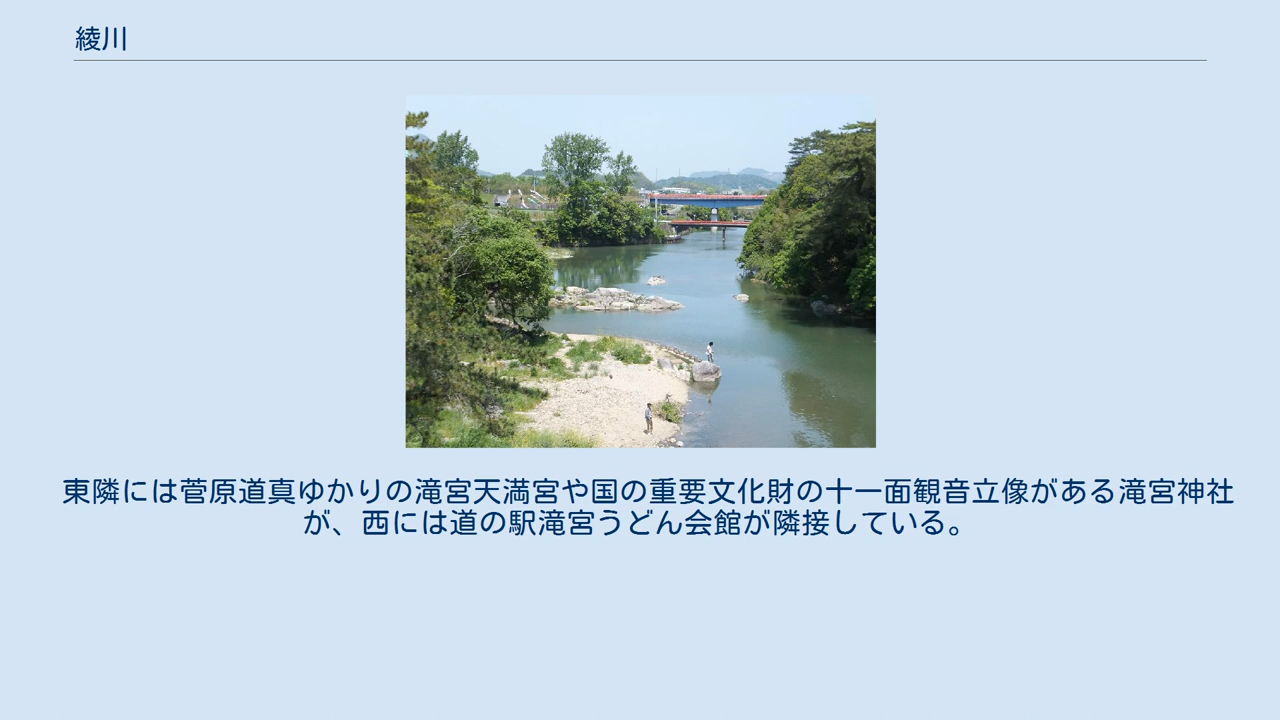 綾川
東隣には菅原道真ゆかりの滝宮天満宮や国の重要文化財の十一面観音立像がある滝宮神社
が、西には道の駅滝宮うどん会館が隣接している。